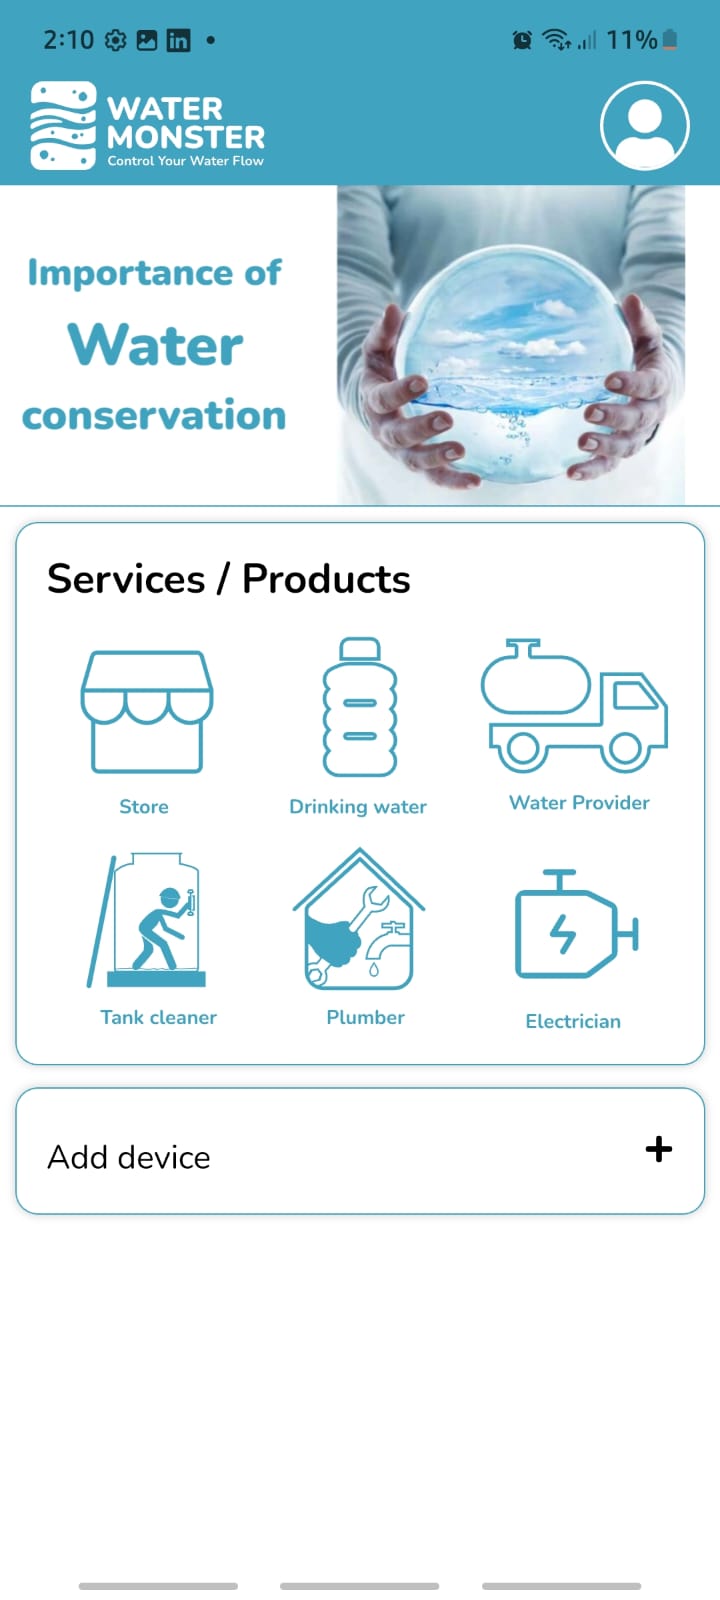 2:10
11%
WATER
MONSTER
Control Your Water Flow
Importance of
Water
conservation
Services / Products
Store
Drinking water
Water Provider
Tank cleaner
Plumber
Electrician
Add device
+